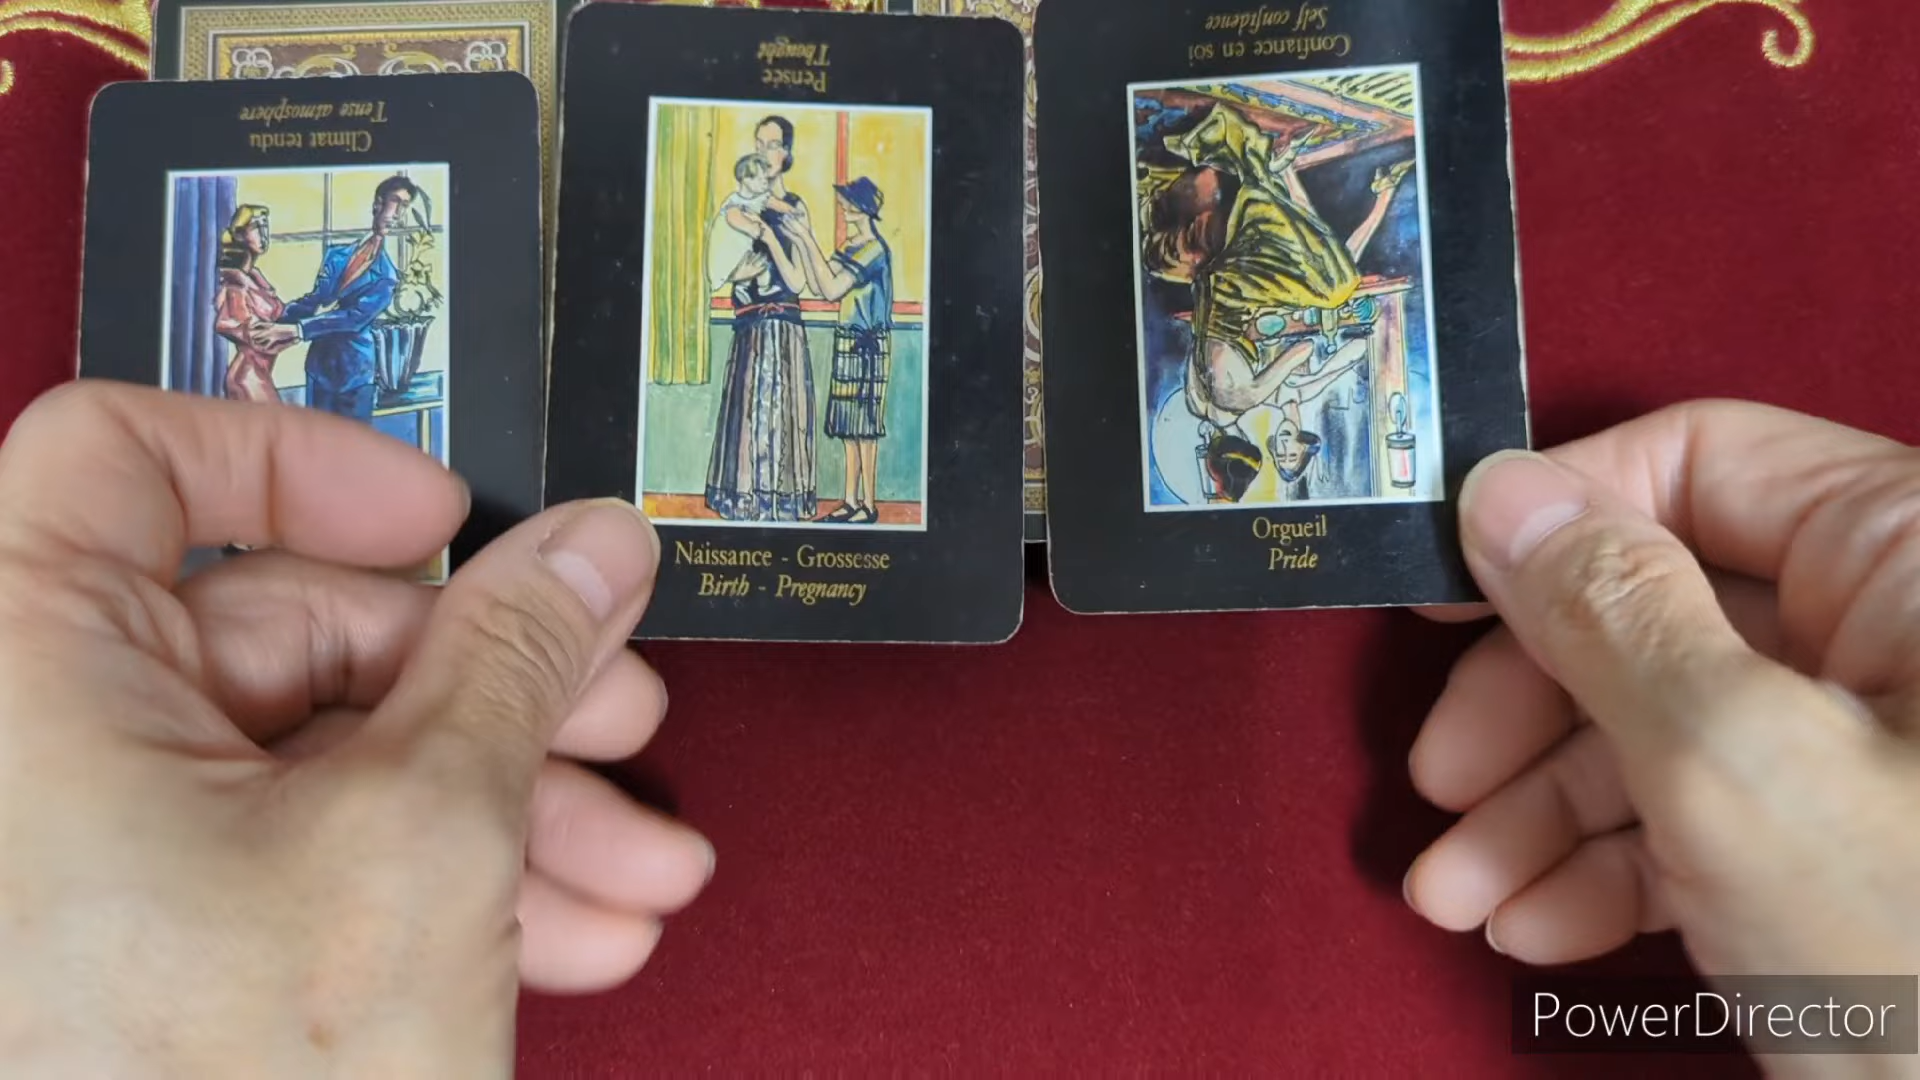 Tense atmosphere
Climat tendu
Thought
Pensée
Naissance - Grossesse
Birth - Pregnancy
Self confidence
Confiance en soi
Orgueil
Pride
PowerDirector